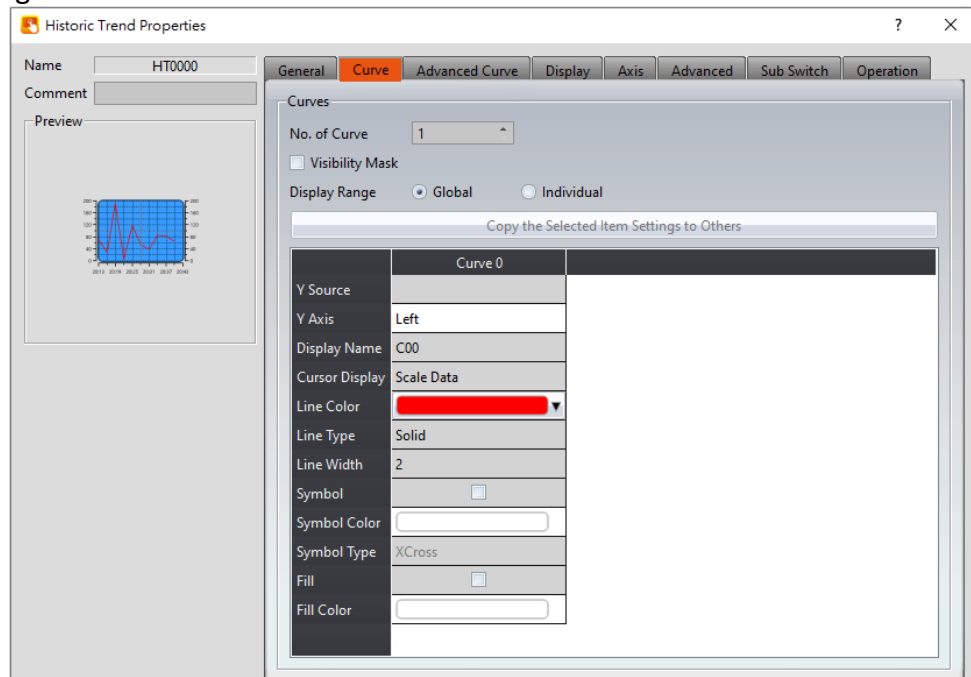 g
Historic Trend Properties ? ×
Name HT0000
Comment
Preview
General Curve Advanced Curve Display Axis Advanced Sub Switch Operation
Curves
No. of Curve 1
Visibility Mask
Display Range Global Individual
Copy the Selected Item Settings to Others
Curve 0
Y Source
Y Axis Left
Display Name C00
Cursor Display Scale Data
Line Color
Line Type Solid
Line Width 2
Symbol
Symbol Color
Symbol Type XCross
Fill
Fill Color